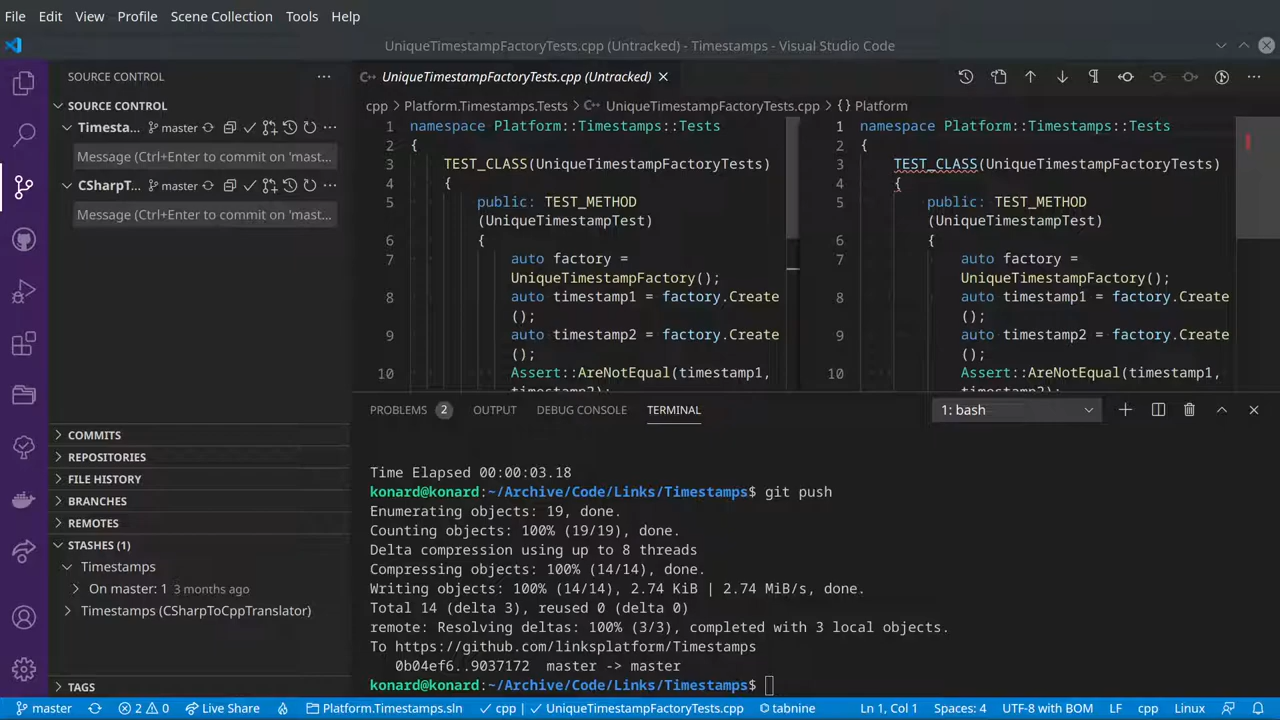 File Edit View Profile Scene Collection Tools Help
UniqueTimestampFactoryTests.cpp (Untracked) - Timestamps - Visual Studio Code
SOURCE CONTROL
UniqueTimestampFactoryTests.cpp (Untracked)
SOURCE CONTROL
Timesta... master
Message (Ctrl+Enter to commit on 'mast...
CSharpT... master
Message (Ctrl+Enter to commit on 'mast...
COMMITS
REPOSITORIES
FILE HISTORY
BRANCHES
REMOTES
STASHES (1)
Timestamps
On master: 1 3 months ago
Timestamps (CSharpToCppTranslator)
TAGS
cpp > Platform.Timestamps.Tests > UniqueTimestampFactoryTests.cpp > {} Platform
1 namespace Platform::Timestamps::Tests
2 {
3 TEST_CLASS(UniqueTimestampFactoryTests)
4 {
5 public: TEST_METHOD
(UniqueTimestampTest)
6 {
7 auto factory =
UniqueTimestampFactory();
8 auto timestamp1 = factory.Create
();
9 auto timestamp2 = factory.Create
();
10 Assert::AreNotEqual(timestamp1,
timestamp2);
1 namespace Platform::Timestamps::Tests
2 {
3 TEST_CLASS(UniqueTimestampFactoryTests)
4 {
5 public: TEST_METHOD
(UniqueTimestampTest)
6 {
7 auto factory =
UniqueTimestampFactory();
8 auto timestamp1 = factory.Create
();
9 auto timestamp2 = factory.Create
();
10 Assert::AreNotEqual(timestamp1,
timestamp2);
PROBLEMS 2 OUTPUT DEBUG CONSOLE TERMINAL 1: bash
Time Elapsed 00:00:03.18
konard@konard:~/Archive/Code/Links/Timestamps$ git push
Enumerating objects: 19, done.
Counting objects: 100% (19/19), done.
Delta compression using up to 8 threads
Compressing objects: 100% (14/14), done.
Writing objects: 100% (14/14), 2.74 KiB | 2.74 MiB/s, done.
Total 14 (delta 3), reused 0 (delta 0)
remote: Resolving deltas: 100% (3/3), completed with 3 local objects.
To https://github.com/linksplatform/Timestamps
0b04ef6..9037172 master -> master
konard@konard:~/Archive/Code/Links/Timestamps$
master 2 0 Live Share Platform.Timestamps.sln cpp | UniqueTimestampFactoryTests.cpp tabnine Ln 1, Col 1 Spaces: 4 UTF-8 with BOM LF cpp Linux